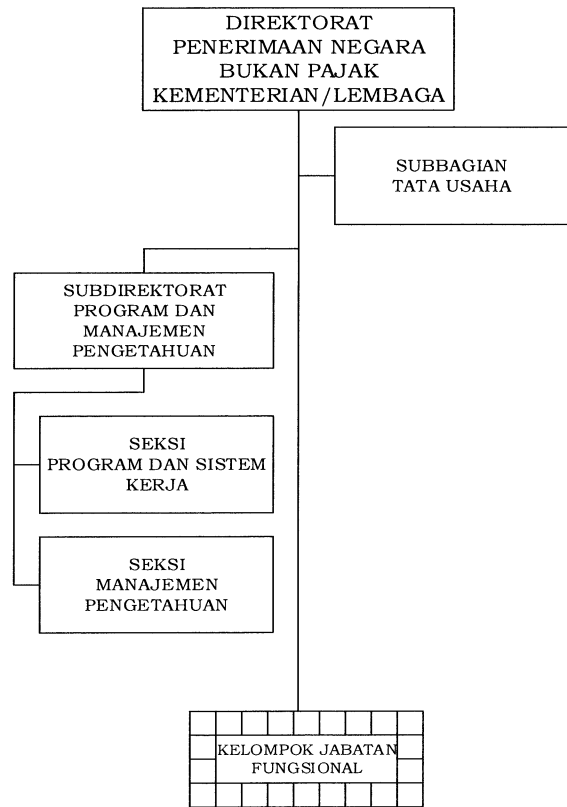 DIREKTORAT
PENERIMAAN NEGARA
BUKAN PAJAK
KEMENTERIAN/LEMBAGA
SUBBAGIAN
TATA USAHA
SUBDIREKTORAT
PROGRAM DAN
MANAJEMEN
PENGETAHUAN
SEKSI
PROGRAM DAN SISTEM
KERJA
SEKSI
MANAJEMEN
PENGETAHUAN
KELOMPOK JABATAN
FUNGSIONAL